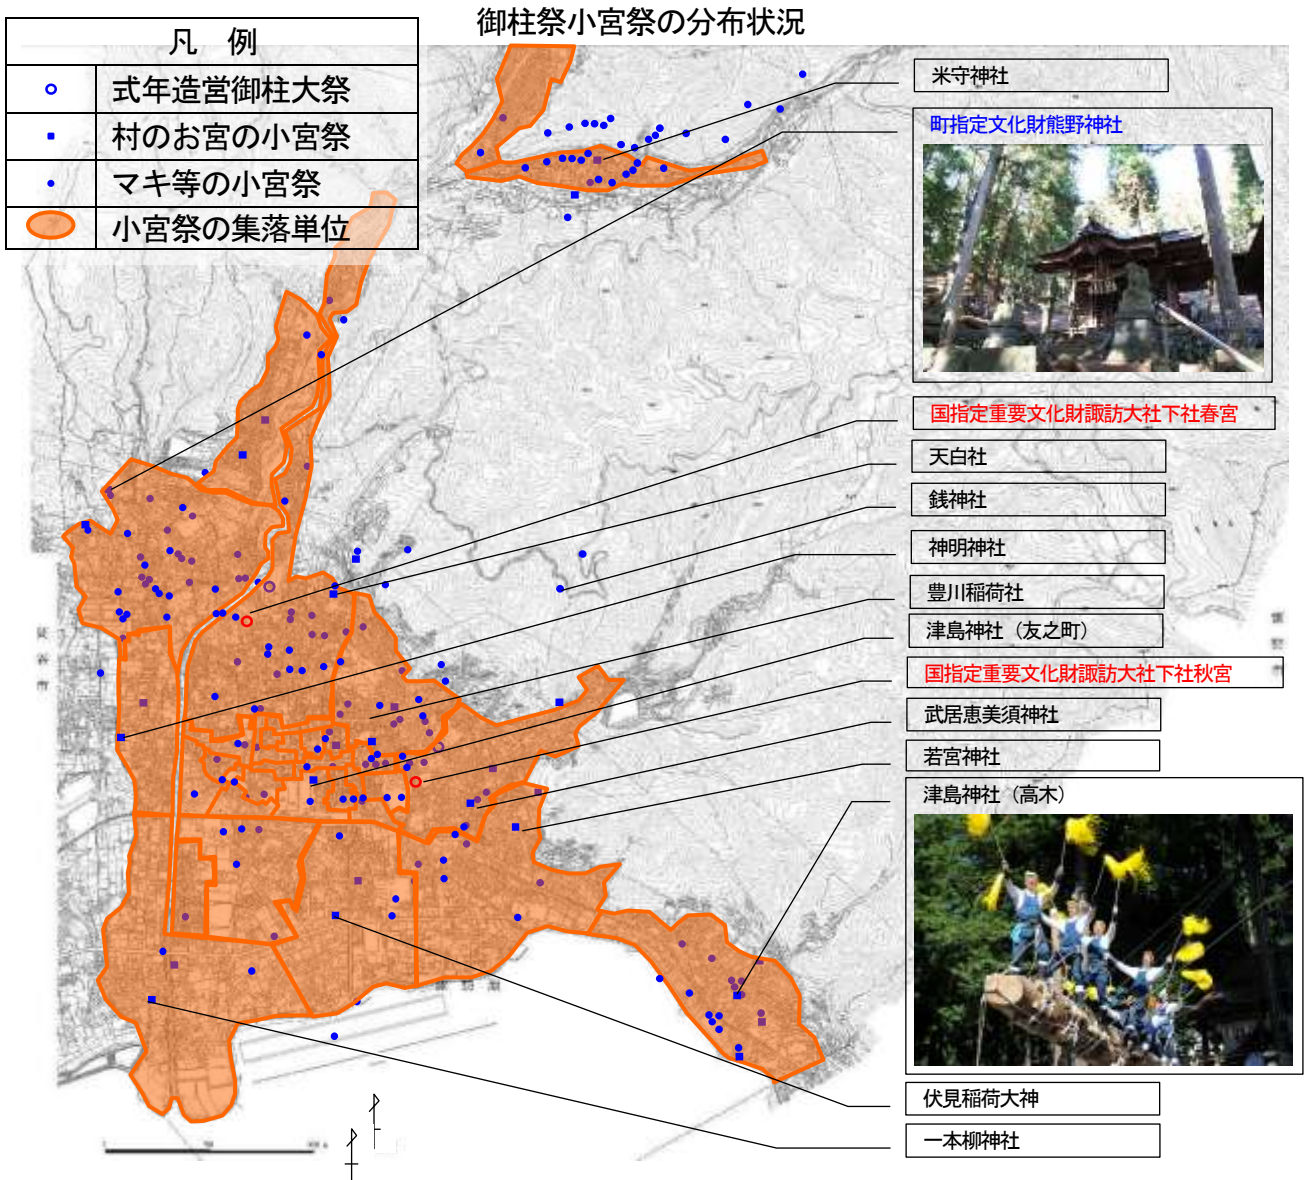 御柱祭小宮祭の分布状況
凡 例
式年造営御柱大祭
村のお宮の小宮祭
マキ等の小宮祭
小宮祭の集落単位
米守神社
町指定文化財熊野神社
国指定重要文化財諏訪大社下社春宮
天白社
銭神社
神明神社
豊川稲荷社
津島神社（友之町）
国指定重要文化財諏訪大社下社秋宮
武居恵美須神社
若宮神社
津島神社（高木）
伏見稲荷大神
一本柳神社